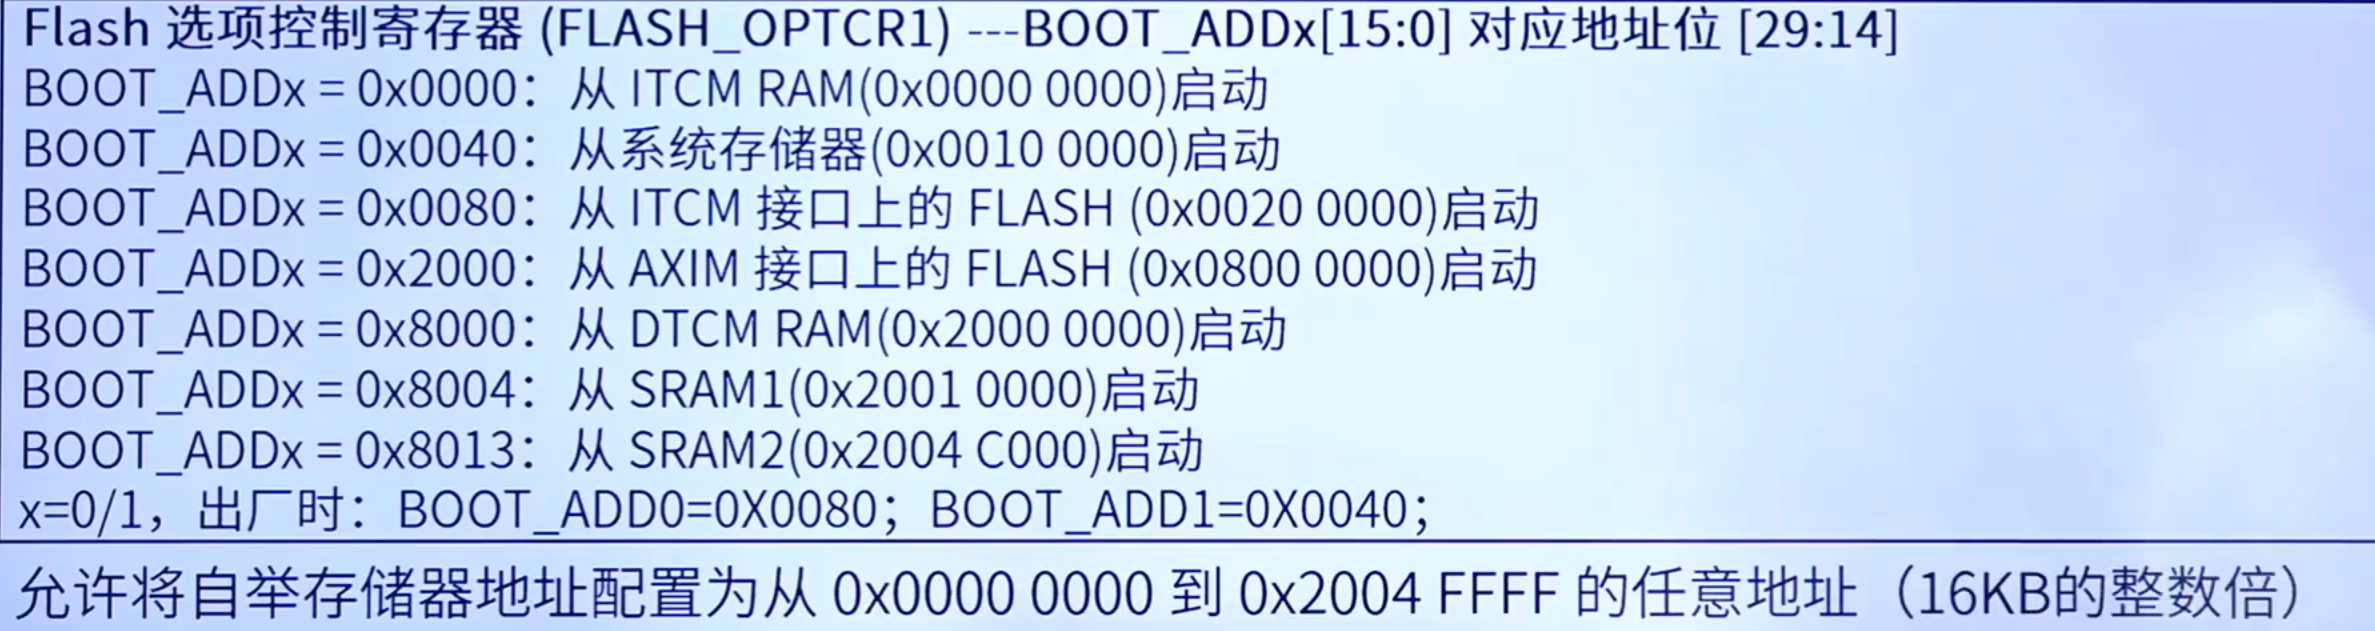 Flash 选项控制寄存器 (FLASH_OPTCR1) ---BOOT_ADDx[15:0] 对应地址位 [29:14]
BOOT_ADDx = 0x0000：从 ITCM RAM(0x0000 0000)启动
BOOT_ADDx = 0x0040：从系统存储器(0x0010 0000)启动
BOOT_ADDx = 0x0080：从 ITCM 接口上的 FLASH (0x0020 0000)启动
BOOT_ADDx = 0x2000：从 AXIM 接口上的 FLASH (0x0800 0000)启动
BOOT_ADDx = 0x8000：从 DTCM RAM(0x2000 0000)启动
BOOT_ADDx = 0x8004：从 SRAM1(0x2001 0000)启动
BOOT_ADDx = 0x8013：从 SRAM2(0x2004 C000)启动
x=0/1，出厂时：BOOT_ADD0=0X0080；BOOT_ADD1=0X0040；
允许将自举存储器地址配置为从 0x0000 0000 到 0x2004 FFFF 的任意地址（16KB的整数倍）